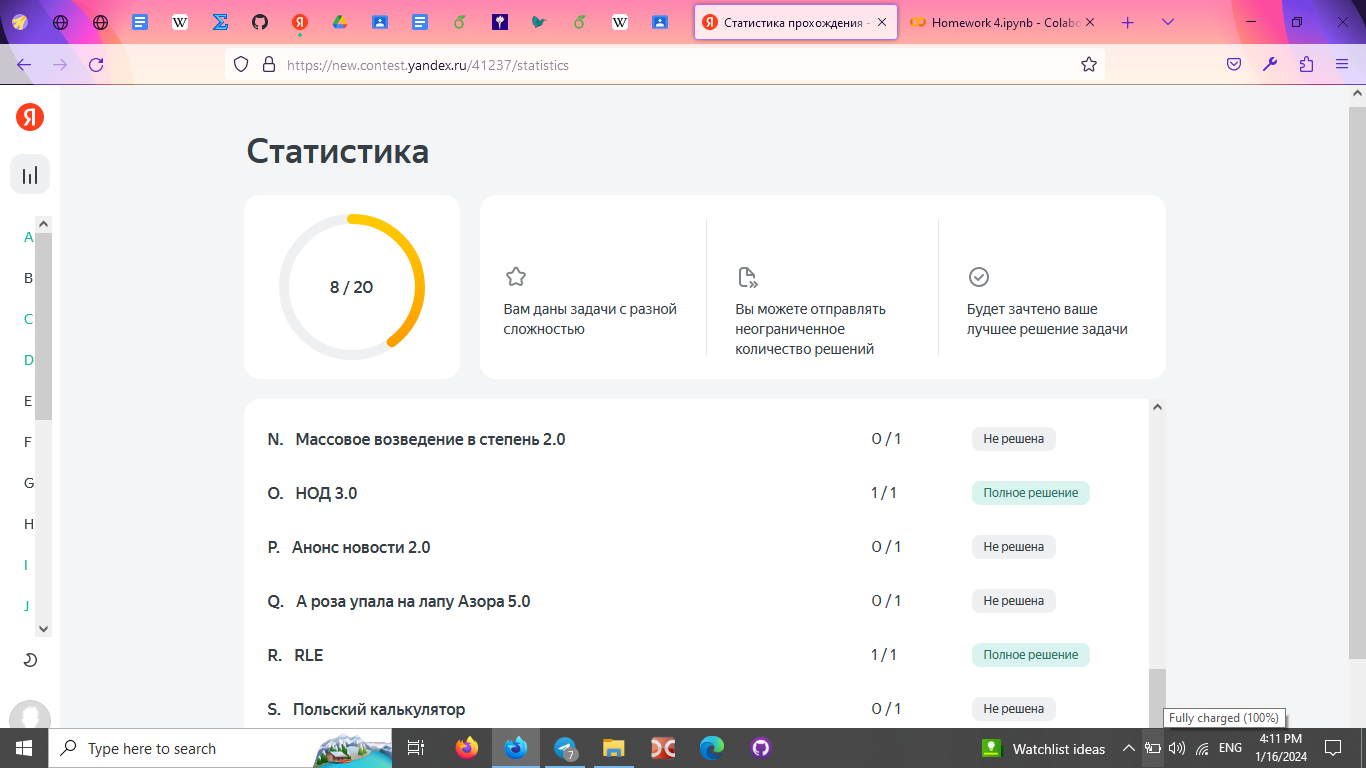 Статистика прохождения -
Homework 4.ipynb - Colabo
https://new.contest.yandex.ru/41237/statistics
Я
Статистика
A
B
C
D
E
F
G
H
I
J
8 / 20
Вам даны задачи с разной
сложностью
Вы можете отправлять
неограниченное
количество решений
Будет зачтено ваше
лучшее решение задачи
N. Массовое возведение в степень 2.0 0 / 1 Не решена
O. НОД 3.0 1 / 1 Полное решение
P. Анонс новости 2.0 0 / 1 Не решена
Q. А роза упала на лапу Азора 5.0 0 / 1 Не решена
R. RLE 1 / 1 Полное решение
S. Польский калькулятор 0 / 1 Не решена
Fully charged (100%)
Type here to search
7
Watchlist ideas
ENG
4:11 PM
1/16/2024